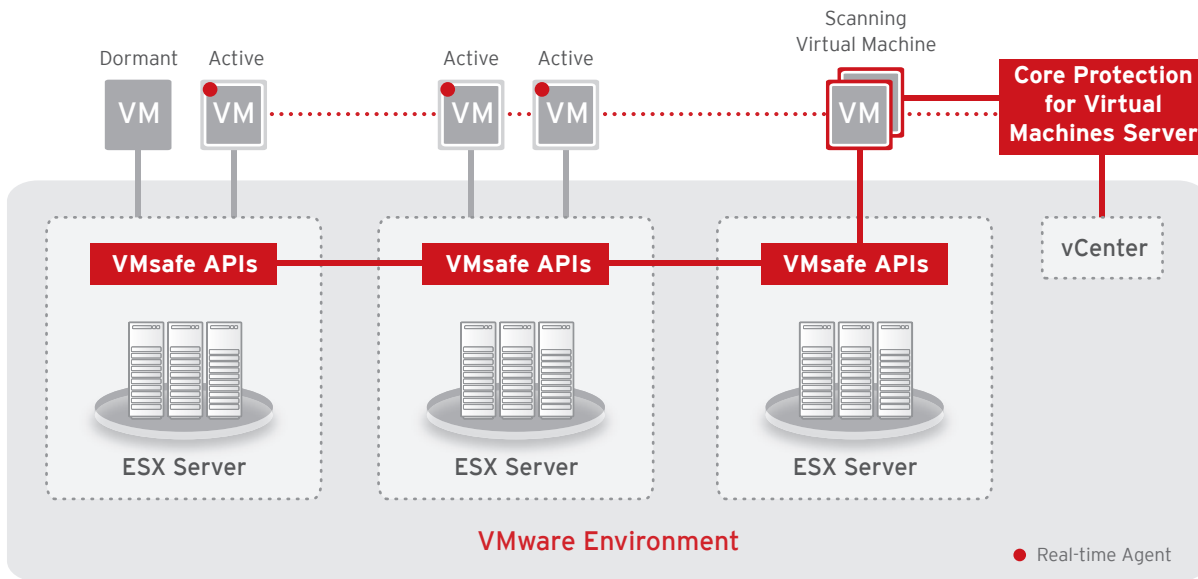 Scanning
Virtual Machine
Dormant
Active
Active
Active
VM
VM
VM
VM
VM
Core Protection
for Virtual
Machines Server
VMsafe APIs
VMsafe APIs
VMsafe APIs
vCenter
ESX Server
ESX Server
ESX Server
VMware Environment
Real-time Agent